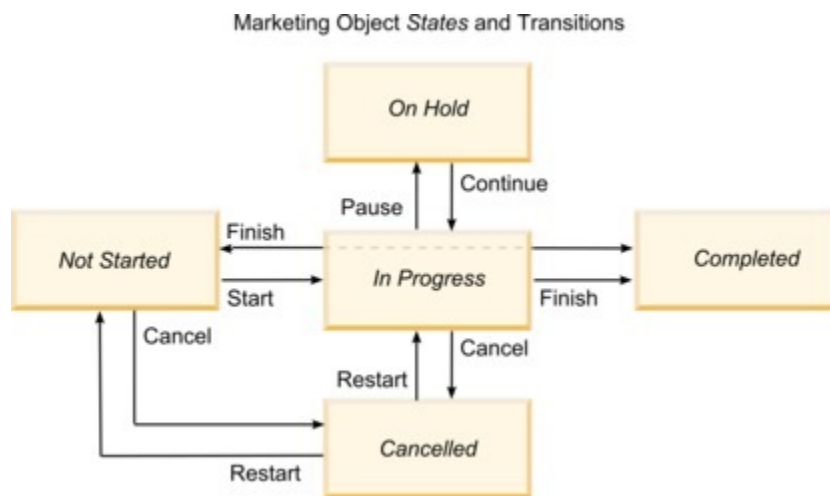 Marketing Object States and Transitions
On Hold
Pause
Continue
Not Started
Finish
Start
In Progress
Finish
Completed
Cancel
Restart
Cancel
Cancelled
Restart